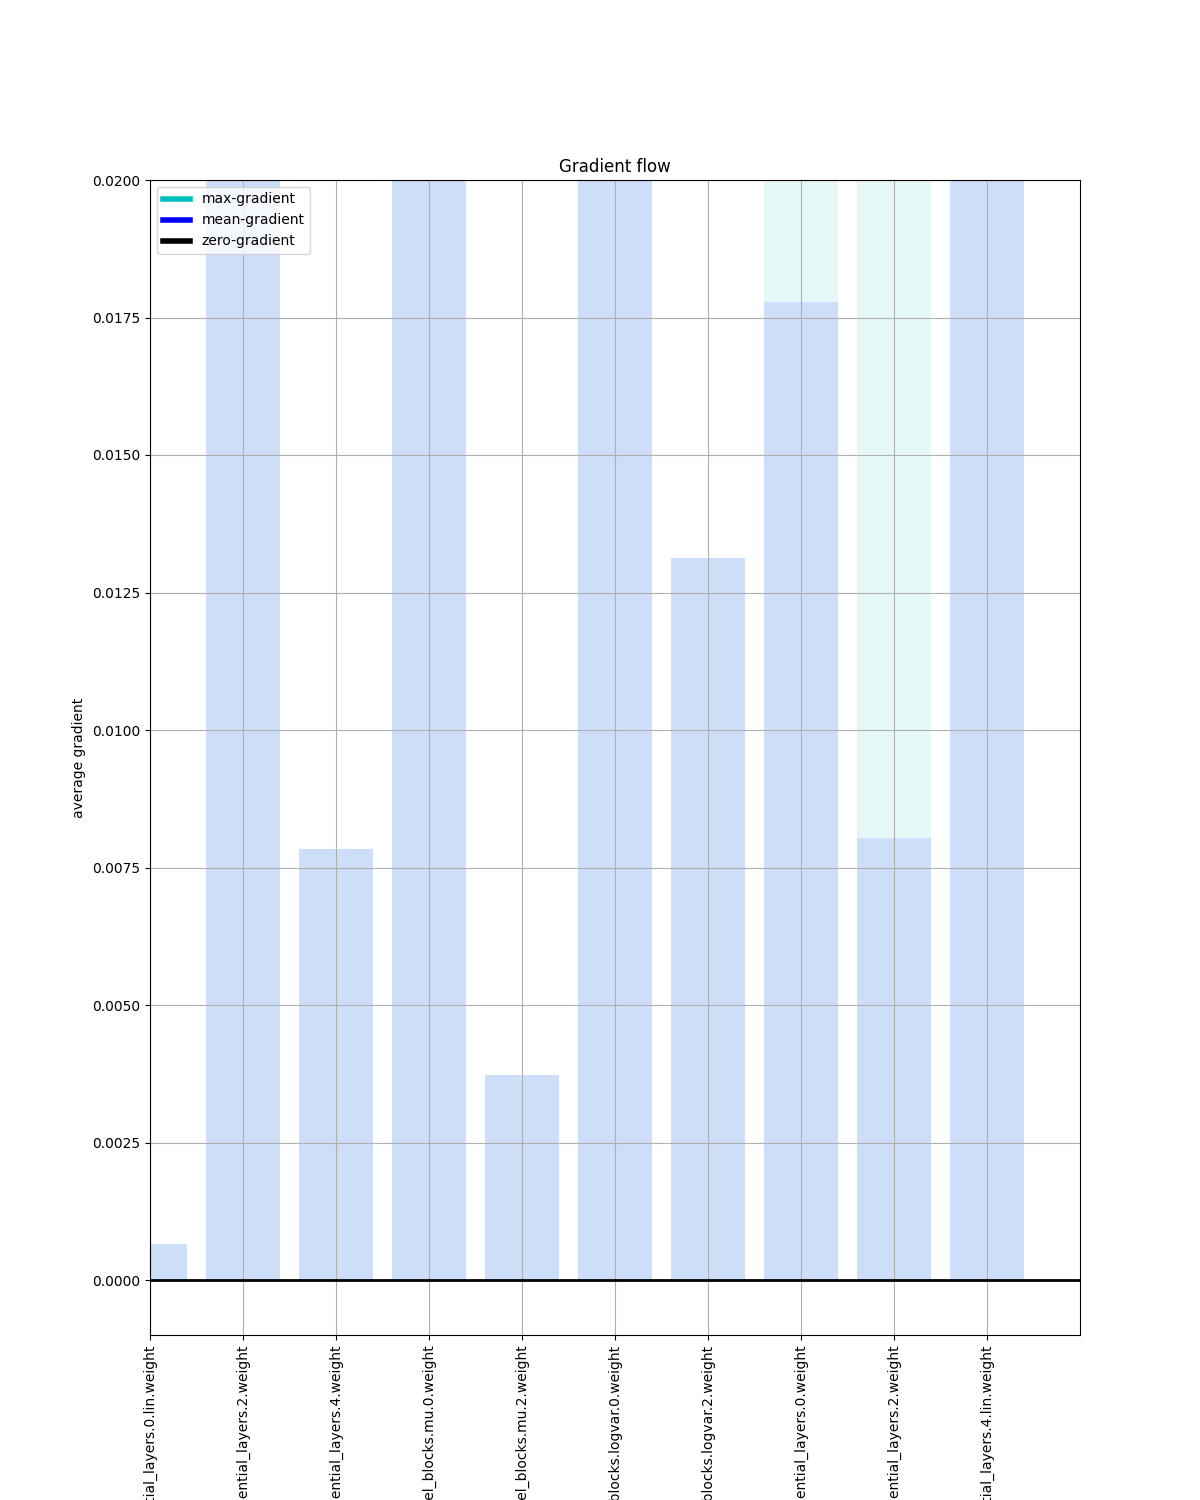 Gradient flow
max-gradient
mean-gradient
zero-gradient
0.0200
0.0175
0.0150
0.0125
0.0100
0.0075
0.0050
0.0025
0.0000
average gradient
tial_layers.0.lin.weight
ential_layers.2.weight
ential_layers.4.weight
el_blocks.mu.0.weight
el_blocks.mu.2.weight
blocks.logvar.0.weight
blocks.logvar.2.weight
ential_layers.0.weight
ential_layers.2.weight
tial_layers.4.lin.weight